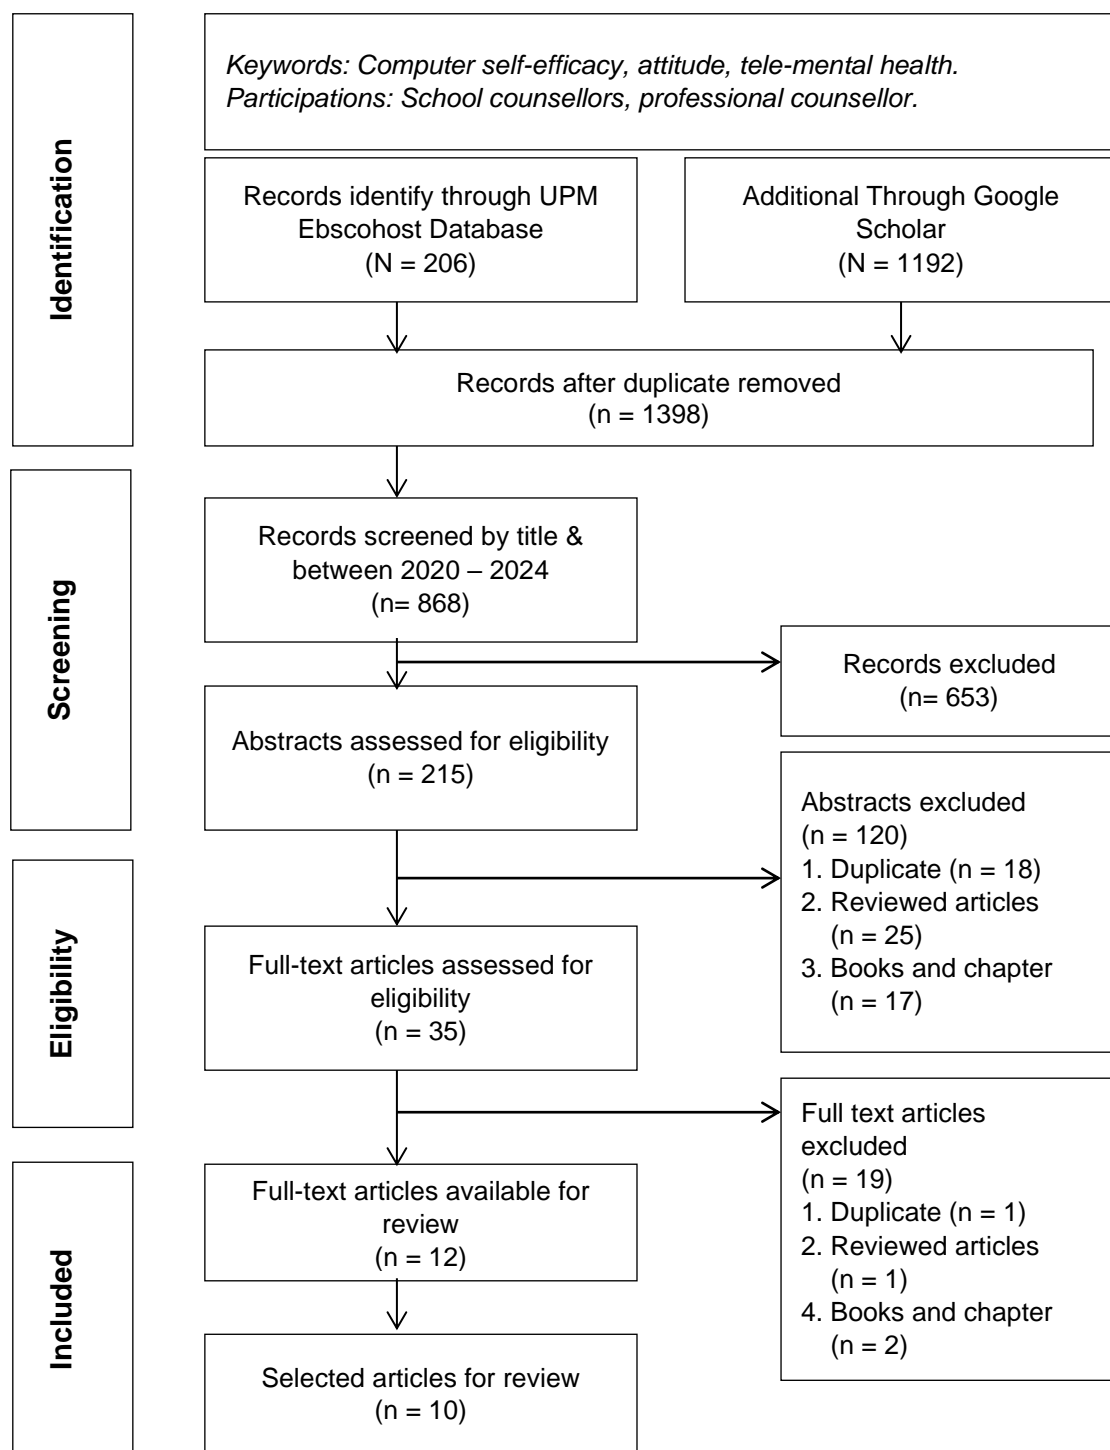 Identification
Keywords: Computer self-efficacy, attitude, tele-mental health.
Participations: School counsellors, professional counsellor.
Records identify through UPM
Ebscohost Database
(N = 206)
Additional Through Google
Scholar
(N = 1192)
Records after duplicate removed
(n = 1398)
Screening
Records screened by title &
between 2020 – 2024
(n= 868)
Records excluded
(n= 653)
Abstracts assessed for eligibility
(n = 215)
Abstracts excluded
(n = 120)
1. Duplicate (n = 18)
2. Reviewed articles
(n = 25)
3. Books and chapter
(n = 17)
Eligibility
Full-text articles assessed for
eligibility
(n = 35)
Full text articles
excluded
(n = 19)
1. Duplicate (n = 1)
2. Reviewed articles
(n = 1)
4. Books and chapter
(n = 2)
Included
Full-text articles available for
review
(n = 12)
Selected articles for review
(n = 10)